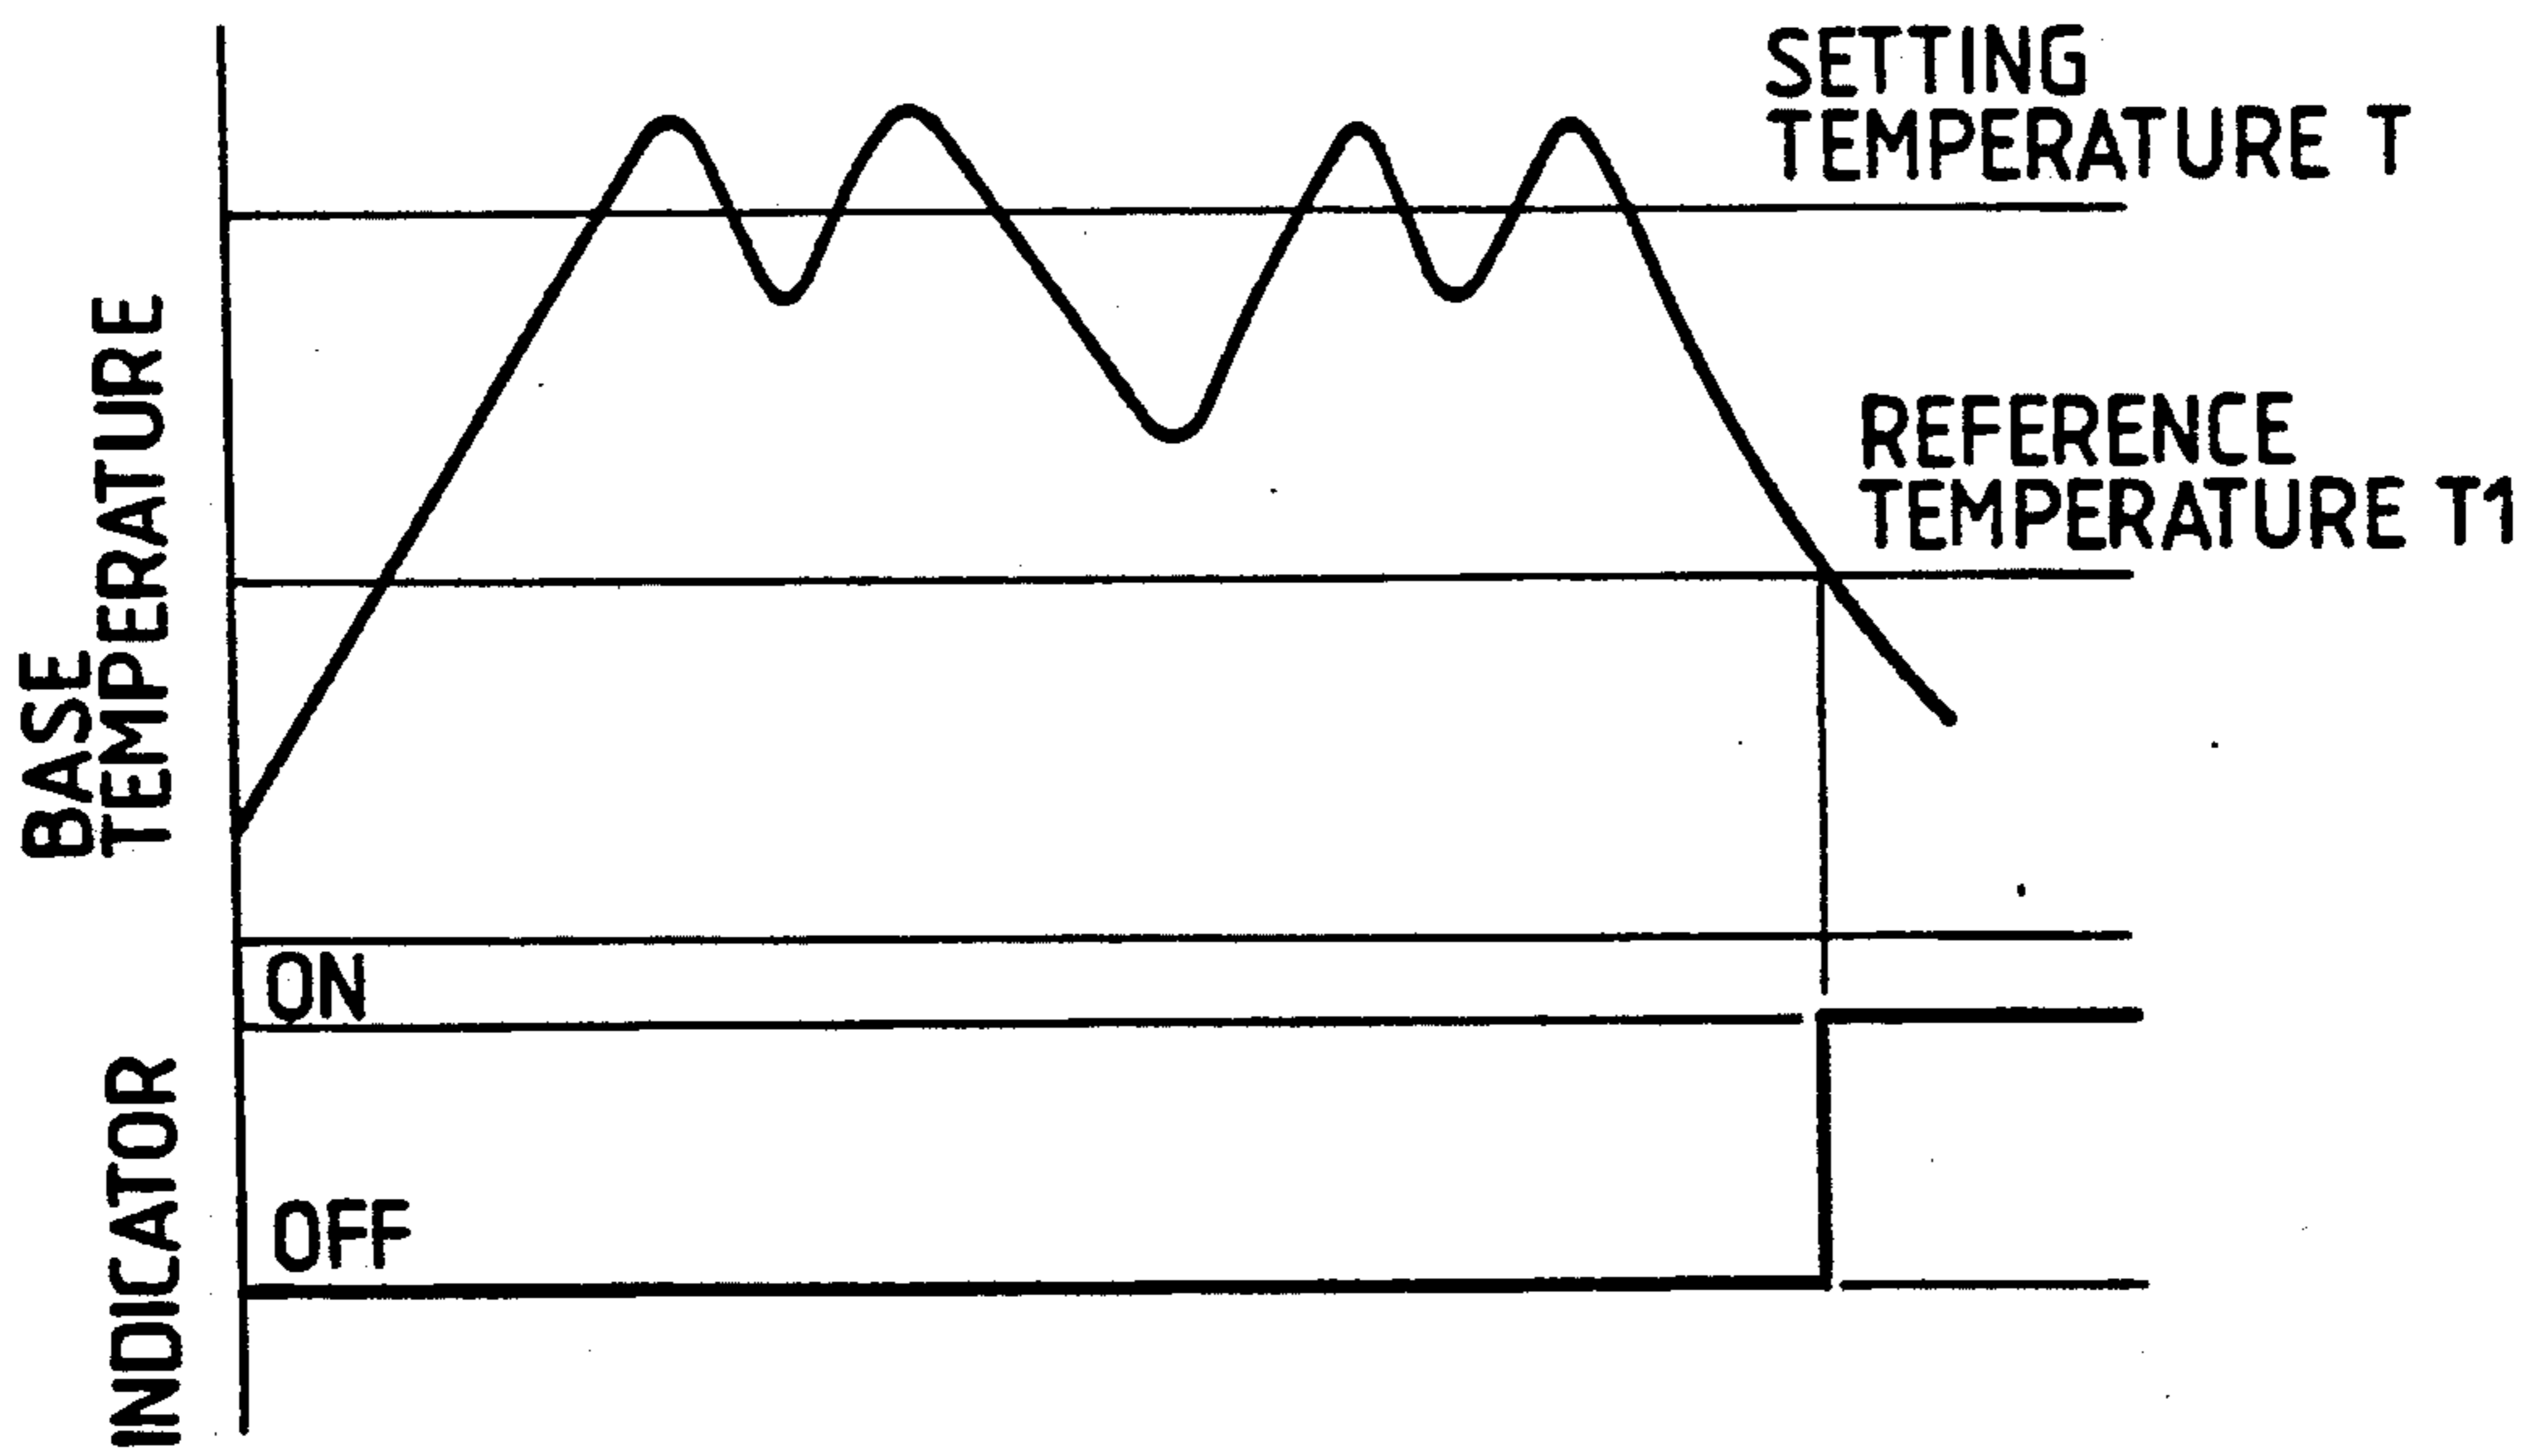 SETTING
TEMPERATURE T
REFERENCE
TEMPERATURE T1
BASE
TEMPERATURE
ON
OFF
INDICATOR